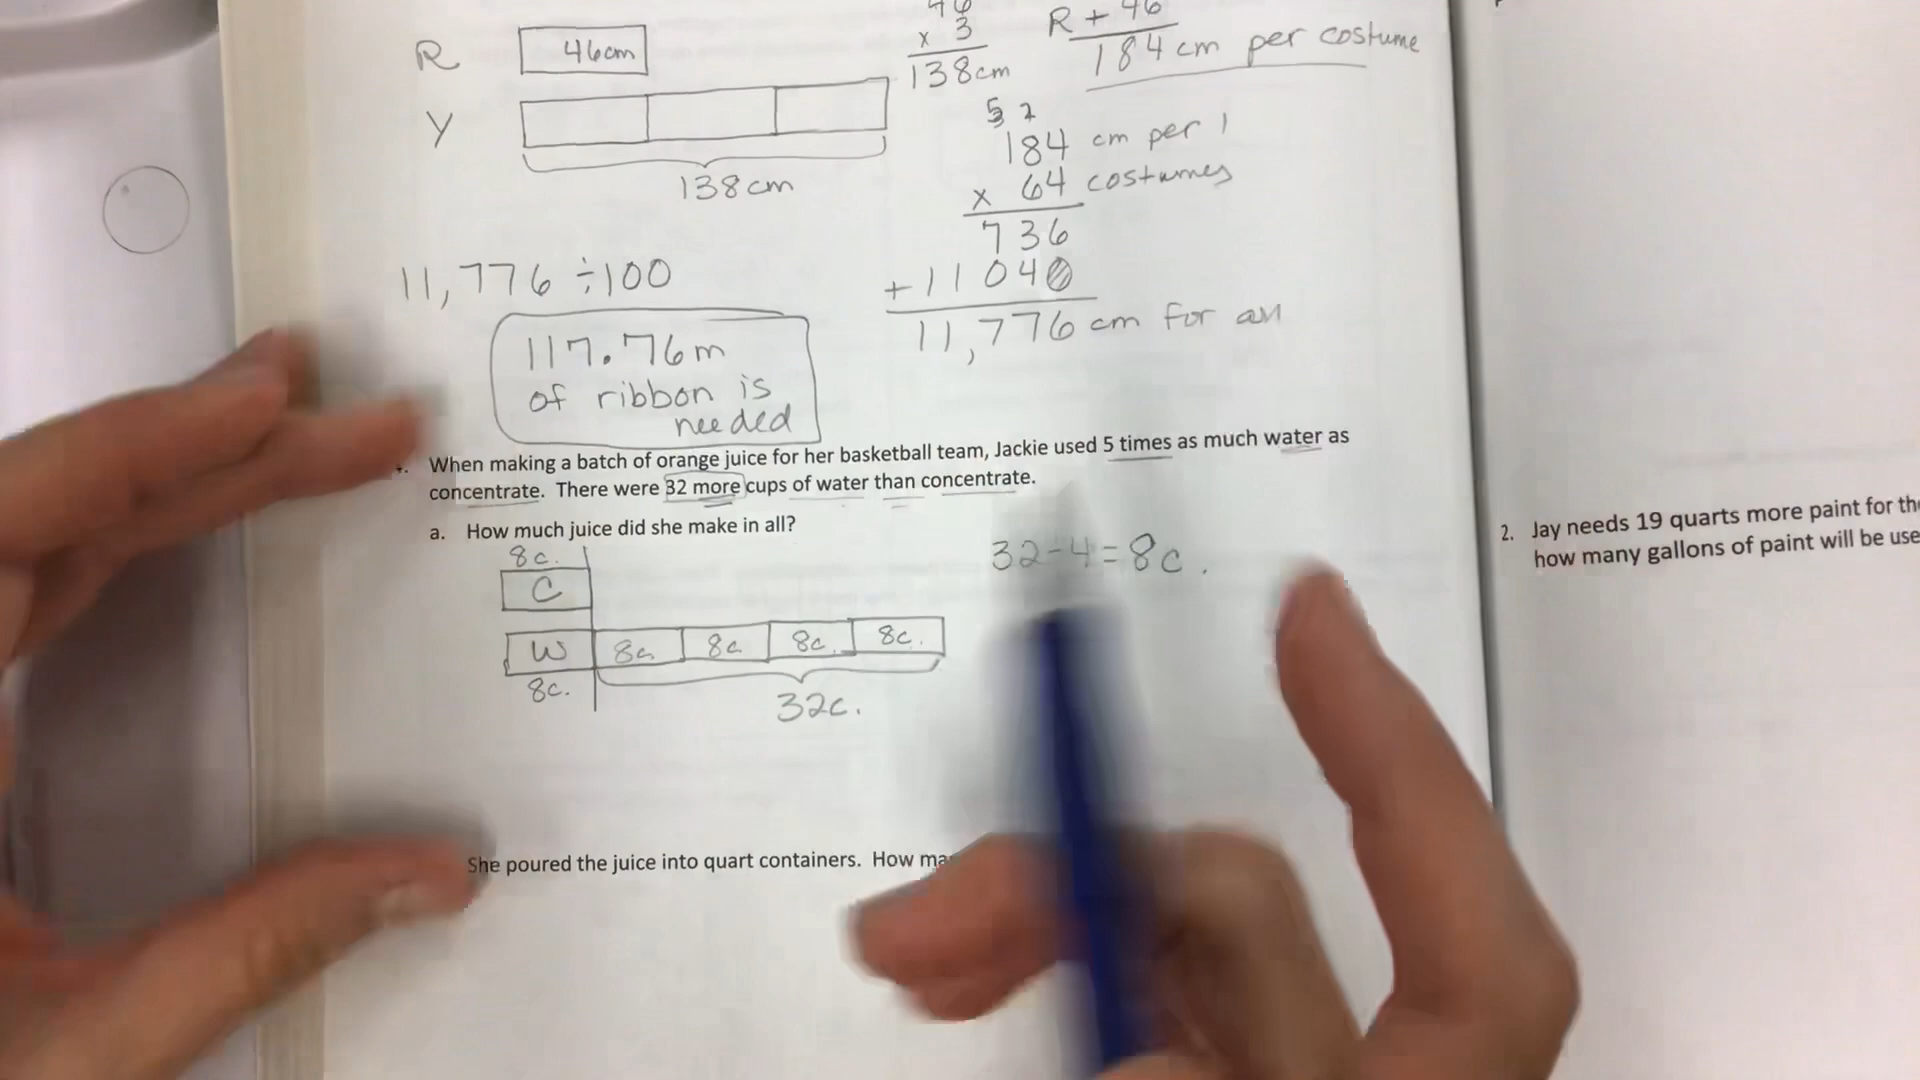 R 46cm
x 3
138cm
R + 46
184 cm per costume
Y
138cm
5 2
184 cm per 1
x 64 costumes
736
+11040
11,776 cm for all
11,776 ÷100
117.76m
of ribbon is
needed
When making a batch of orange juice for her basketball team, Jackie used 5 times as much water as
concentrate. There were 32 more cups of water than concentrate.
a. How much juice did she make in all?
8c.
C
32-4=8c.
W 8c 8c 8c. 8c.
8c.
32c.
She poured the juice into quart containers. How
2. Jay needs 19 quarts more paint for
how many gallons of paint will be use